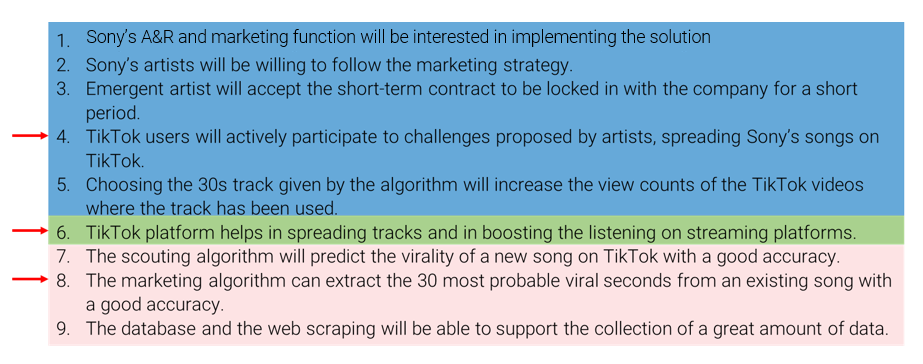 1. Sony's A&R and marketing function will be interested in implementing the solution
2. Sony's artists will be willing to follow the marketing strategy.
3. Emergent artist will accept the short-term contract to be locked in with the company for a short
period.
4. TikTok users will actively participate to challenges proposed by artists, spreading Sony's songs on
TikTok.
5. Choosing the 30s track given by the algorithm will increase the view counts of the TikTok videos
where the track has been used.
6. TikTok platform helps in spreading tracks and in boosting the listening on streaming platforms.
7. The scouting algorithm will predict the virality of a new song on TikTok with a good accuracy.
8. The marketing algorithm can extract the 30 most probable viral seconds from an existing song with
a good accuracy.
9. The database and the web scraping will be able to support the collection of a great amount of data.